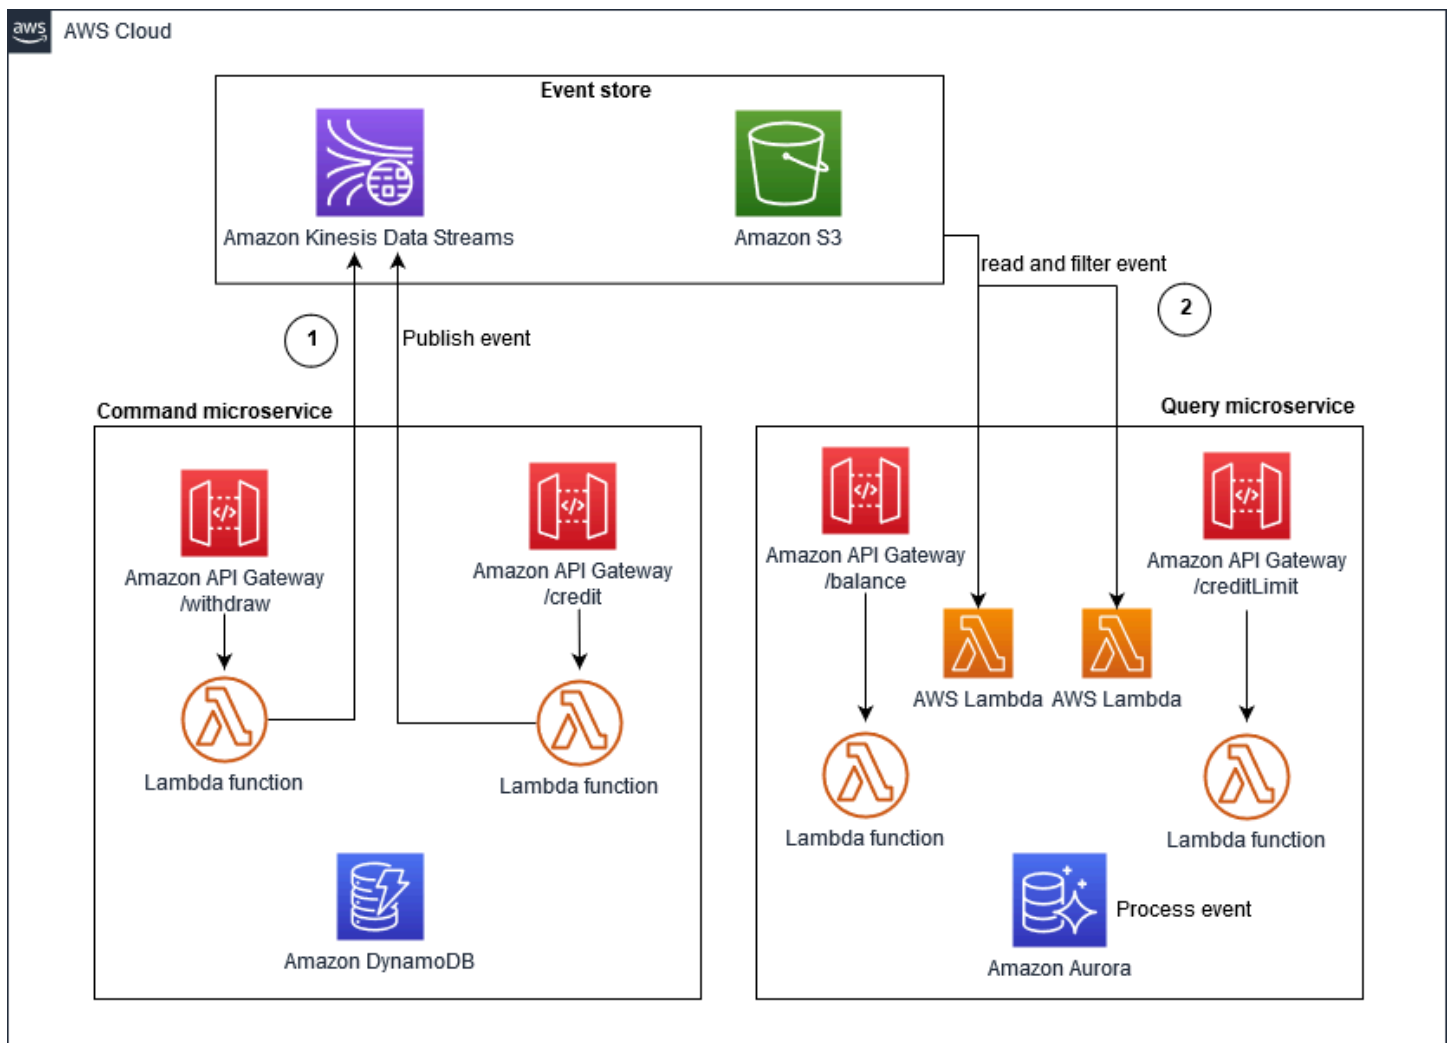 aws
AWS Cloud
Event store
Amazon Kinesis Data Streams
Amazon S3
read and filter event
1
Publish event
2
Command microservice
Query microservice
</>
Amazon API Gateway
/withdraw
</>
Amazon API Gateway
/credit
</>
Amazon API Gateway
/balance
</>
Amazon API Gateway
/creditLimit
AWS Lambda
AWS Lambda
Lambda function
Lambda function
Lambda function
Lambda function
Amazon DynamoDB
Process event
Amazon Aurora